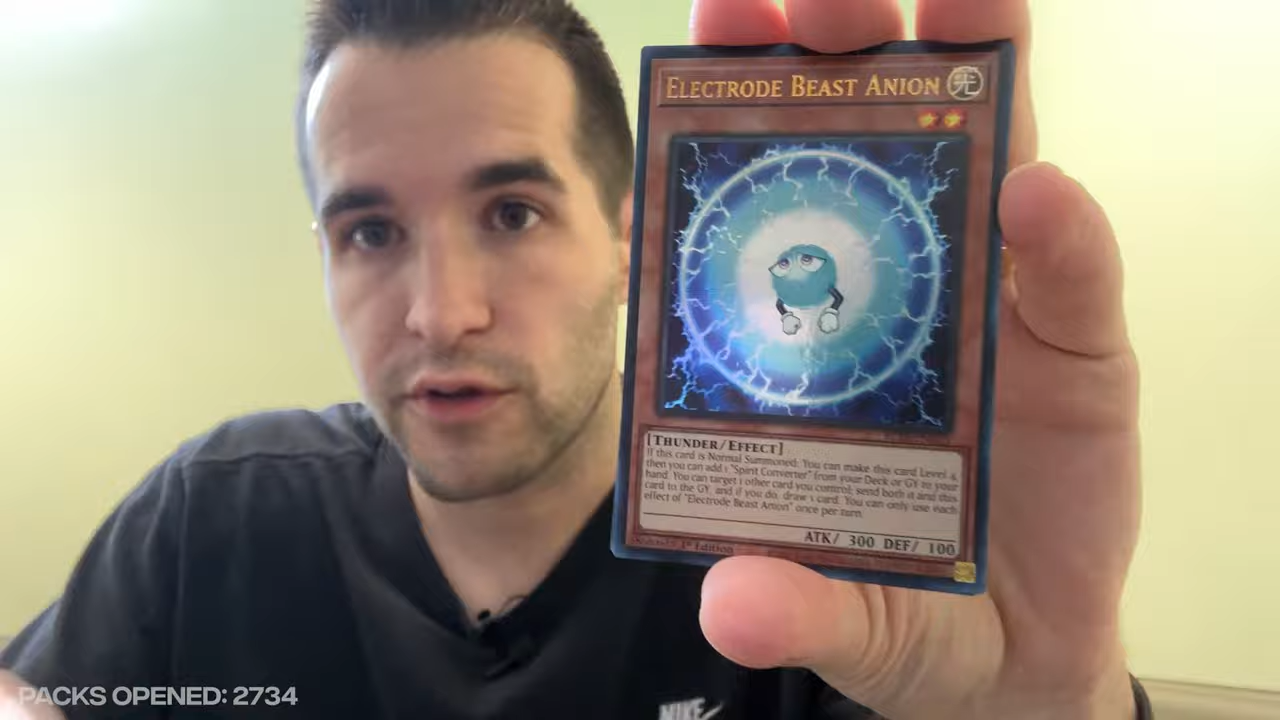 ELECTRODE BEAST ANION 光
[THUNDER/EFFECT]
If this card is Normal Summoned: You can make this card Level 4,
then you can add 1 "Spirit Converter" from your Deck or GY to your
hand. You can target 1 other card you control; send both it and this
card to the GY, and if you do, draw 1 card. You can only use each
effect of "Electrode Beast Anion" once per turn.
ATK/ 300 DEF/ 100
1st Edition
NIKE
PACKS OPENED: 2734